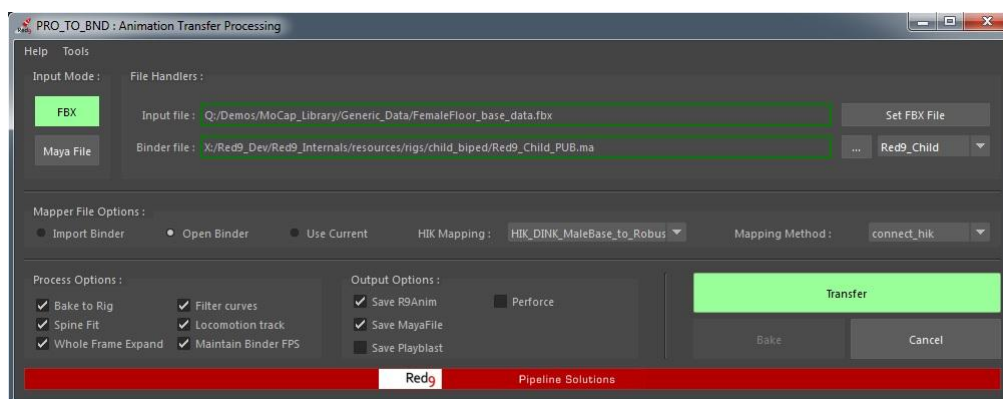 PRO_TO_BND : Animation Transfer Processing
Help Tools
Input Mode : File Handlers :
FBX Input file : Q:/Demos/MoCap_Library/Generic_Data/FemaleFloor_base_data.fbx Set FBX File
Maya File Binder file : X:/Red9_Dev/Red9_Internals/resources/rigs/child_biped/Red9_Child_PUB.ma ... Red9_Child
Mapper File Options :
Import Binder Open Binder Use Current HIK Mapping : HIK_DINK_MaleBase_to_Robus Mapping Method : connect_hik
Process Options : Output Options :
Bake to Rig Filter curves Save R9Anim Perforce Transfer
Spine Fit Locomotion track Save MayaFile
Whole Frame Expand Maintain Binder FPS Save Playblast Bake Cancel
Red9 Pipeline Solutions